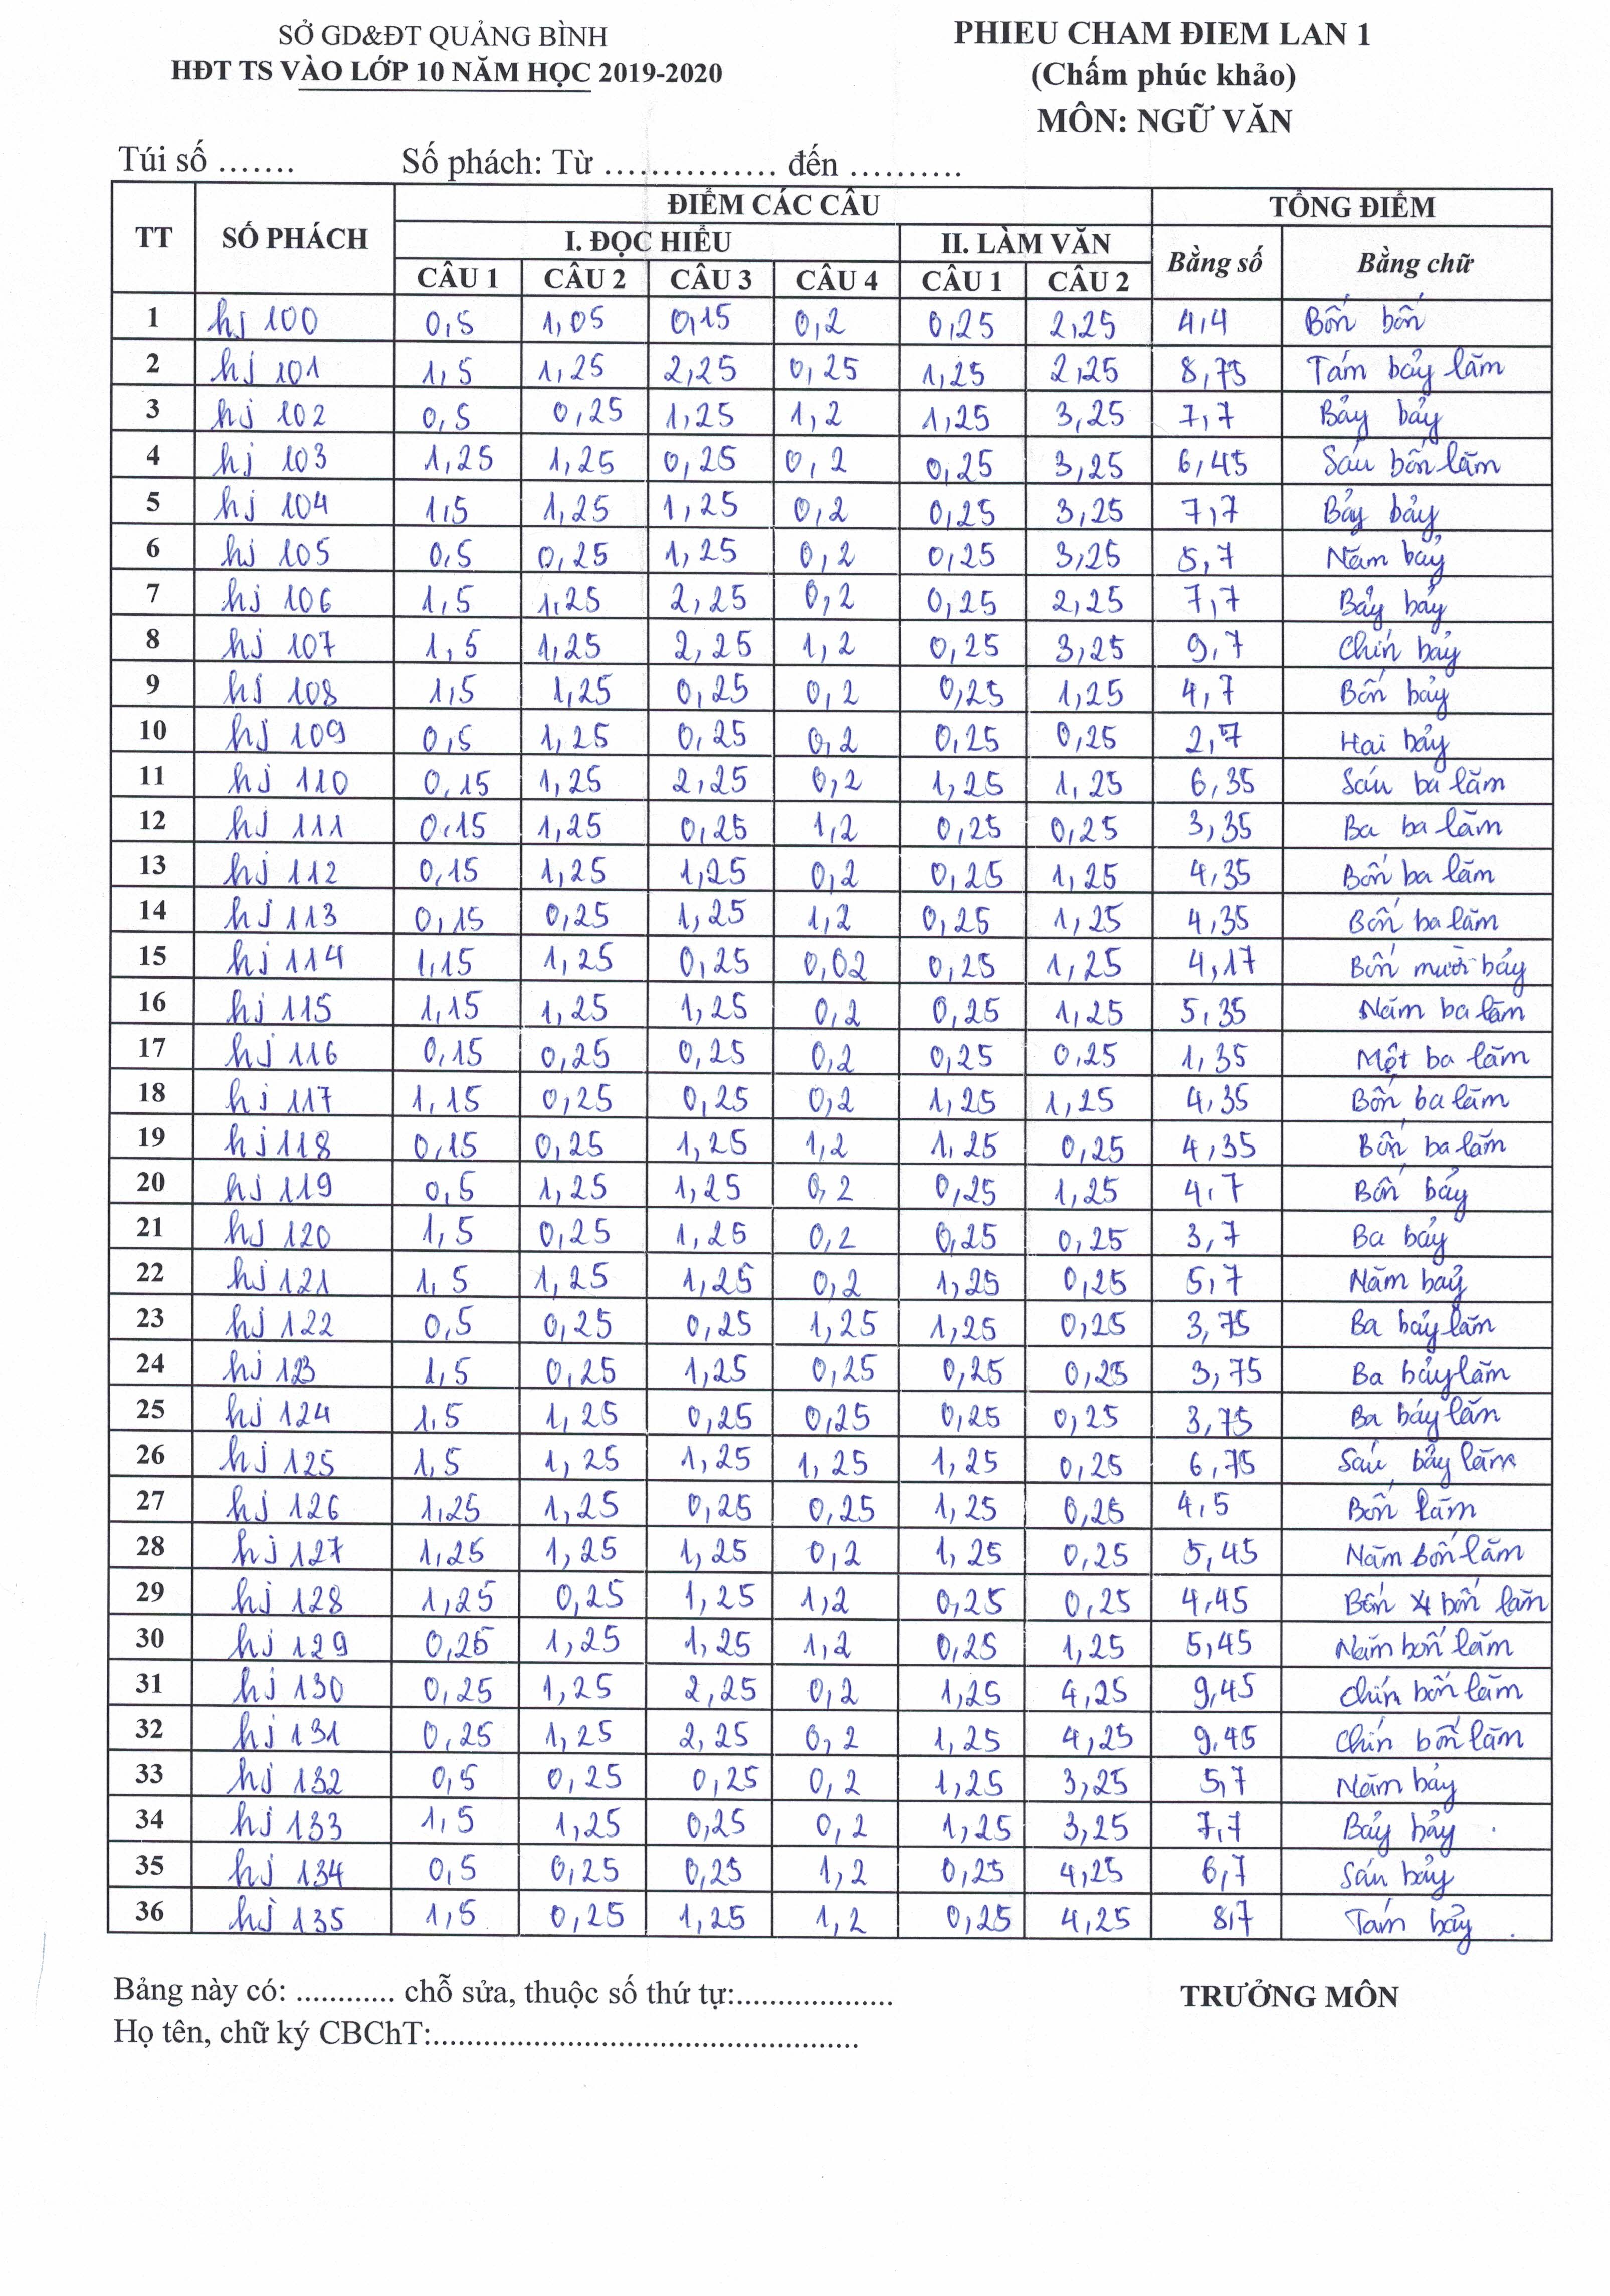 SỞ GD&ĐT QUẢNG BÌNH
HĐT TS VÀO LỚP 10 NĂM HỌC 2019-2020
PHIEU CHAM ĐIEM LAN 1
(Chấm phúc khảo)
MÔN: NGỮ VĂN
Túi số ....... Số phách: Từ ............... đến ..........
TT SỐ PHÁCH ĐIỂM CÁC CÂU TỔNG ĐIỂM
I. ĐỌC HIỂU II. LÀM VĂN Bằng số Bằng chữ
CÂU 1 CÂU 2 CÂU 3 CÂU 4 CÂU 1 CÂU 2
1 hj 100 0,5 1,05 0,15 0,2 0,25 2,25 4,4 Bốn bốn
2 hj 101 1,5 1,25 2,25 0,25 1,25 2,25 8,75 Tám bảy lăm
3 hj 102 0,5 0,25 1,25 1,2 1,25 3,25 7,7 Bảy bảy
4 hj 103 1,25 1,25 0,25 0,2 0,25 3,25 6,45 Sáu bốn lăm
5 hj 104 1,5 1,25 1,25 0,2 0,25 3,25 7,7 Bảy bảy
6 hj 105 0,5 0,25 1,25 0,2 0,25 3,25 5,7 Năm bảy
7 hj 106 1,5 1,25 2,25 0,2 0,25 2,25 7,7 Bảy bảy
8 hj 107 1,5 1,25 2,25 1,2 0,25 3,25 9,7 Chín bảy
9 hj 108 1,5 1,25 0,25 0,2 0,25 1,25 4,7 Bốn bảy
10 hj 109 0,5 1,25 0,25 0,2 0,25 0,25 2,7 Hai bảy
11 hj 110 0,15 1,25 2,25 0,2 1,25 1,25 6,35 Sáu ba lăm
12 hj 111 0,15 1,25 0,25 1,2 0,25 0,25 3,35 Ba ba lăm
13 hj 112 0,15 1,25 1,25 0,2 0,25 1,25 4,35 Bốn ba lăm
14 hj 113 0,15 0,25 1,25 1,2 0,25 1,25 4,35 Bốn ba lăm
15 hj 114 1,15 1,25 0,25 0,02 0,25 1,25 4,17 Bốn mười bảy
16 hj 115 1,15 1,25 1,25 0,2 0,25 1,25 5,35 Năm ba lăm
17 hj 116 0,15 0,25 0,25 0,2 0,25 0,25 1,35 Một ba lăm
18 hj 117 1,15 0,25 0,25 0,2 1,25 1,25 4,35 Bốn ba lăm
19 hj 118 0,15 0,25 1,25 1,2 1,25 0,25 4,35 Bốn ba lăm
20 hj 119 0,5 1,25 1,25 0,2 0,25 1,25 4,7 Bốn bảy
21 hj 120 1,5 0,25 1,25 0,2 0,25 0,25 3,7 Ba bảy
22 hj 121 1,5 1,25 1,25 0,2 1,25 0,25 5,7 Năm bảy
23 hj 122 0,5 0,25 0,25 1,25 1,25 0,25 3,75 Ba bảy lăm
24 hj 123 1,5 0,25 1,25 0,25 0,25 0,25 3,75 Ba bảy lăm
25 hj 124 1,5 1,25 0,25 0,25 0,25 0,25 3,75 Ba bảy lăm
26 hj 125 1,5 1,25 1,25 1,25 1,25 0,25 6,75 Sáu bảy lăm
27 hj 126 1,25 1,25 0,25 0,25 1,25 0,25 4,5 Bốn lăm
28 hj 127 1,25 1,25 1,25 0,2 1,25 0,25 5,45 Năm bốn lăm
29 hj 128 1,25 0,25 1,25 1,2 0,25 0,25 4,45 Bốn bốn lăm
30 hj 129 0,25 1,25 1,25 1,2 0,25 1,25 5,45 Năm bốn lăm
31 hj 130 0,25 1,25 2,25 0,2 1,25 4,25 9,45 Chín bốn lăm
32 hj 131 0,25 1,25 2,25 0,2 1,25 4,25 9,45 Chín bốn lăm
33 hj 132 0,5 0,25 0,25 0,2 1,25 3,25 5,7 Năm bảy
34 hj 133 1,5 1,25 0,25 0,2 1,25 3,25 7,7 Bảy bảy
35 hj 134 0,5 0,25 0,25 1,2 0,25 4,25 6,7 Sáu bảy
36 hj 135 1,5 0,25 1,25 1,2 0,25 4,25 8,7 Tám bảy
Bảng này có: ............ chỗ sửa, thuộc số thứ tự:................... TRƯỞNG MÔN
Họ tên, chữ ký CBChT:...................................................